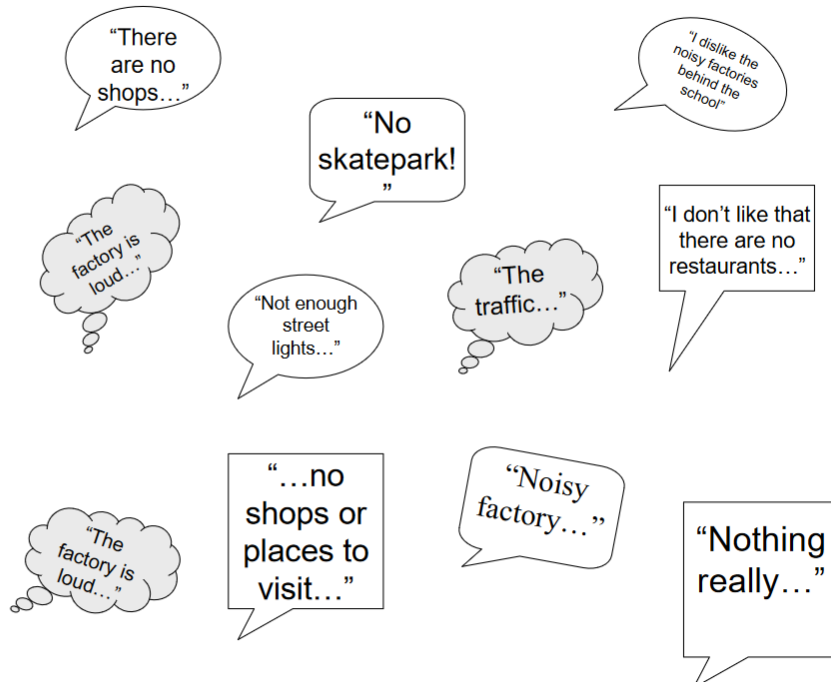 “There
are no
shops…”
“I dislike the
noisy factories
behind the
school”
“No
skatepark!
”
“The
factory is
loud…”
“I don’t like that
there are no
restaurants…”
“The
traffic…”
“Not enough
street
lights…”
“…no
shops or
places to
visit…”
“Noisy
factory…”
“Nothing
really…”
“The
factory is
loud…”